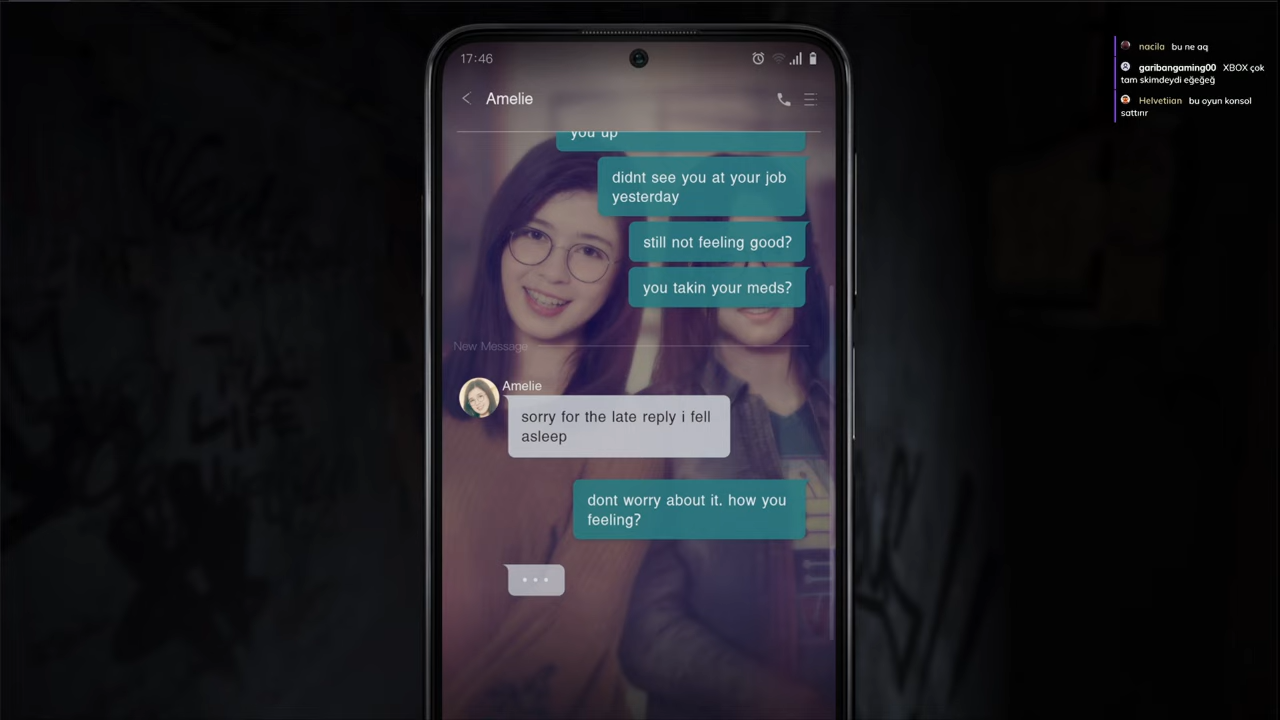 17:46
Amelie
you up
didnt see you at your job
yesterday
still not feeling good?
you takin your meds?
New Message
Amelie
sorry for the late reply i fell
asleep
dont worry about it. how you
feeling?
nacila bu ne aq
garibangaming00 XBOX çok
tam skimdeydi eğeğeğ
Helvetiian bu oyun konsol
sattırır